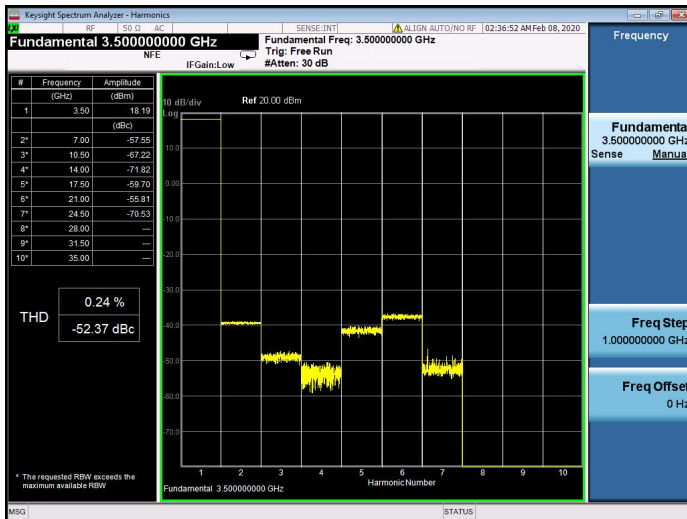 Keysight Spectrum Analyzer - Harmonics
RF 50 Ω AC SENSE:INT ALIGN AUTO/NO RF 02:36:52 AM Feb 08, 2020
Fundamental 3.500000000 GHz
NFE
IFGain:Low
Fundamental Freq: 3.500000000 GHz
Trig: Free Run
#Atten: 30 dB
Frequency
# Frequency Amplitude
(GHz) (dBm)
1 3.50 18.19
(dBc)
2* 7.00 -57.55
3* 10.50 -67.22
4* 14.00 -71.82
5* 17.50 -59.70
6* 21.00 -55.81
7* 24.50 -70.53
8* 28.00 ---
9* 31.50 ---
10* 35.00 ---
THD
0.24 %
-52.37 dBc
* The requested RBW exceeds the
maximum available RBW
10 dB/div Ref 20.00 dBm
Log
10.0
0.00
-10.0
-20.0
-30.0
-40.0
-50.0
-60.0
-70.0
1 2 3 4 5 6 7 8 9 10
Harmonic Number
Fundamental 3.500000000 GHz
Fundamenta
3.500000000 GHz
Sense Manua
Freq Step
1.000000000 GHz
Freq Offset
0 Hz
MSG STATUS